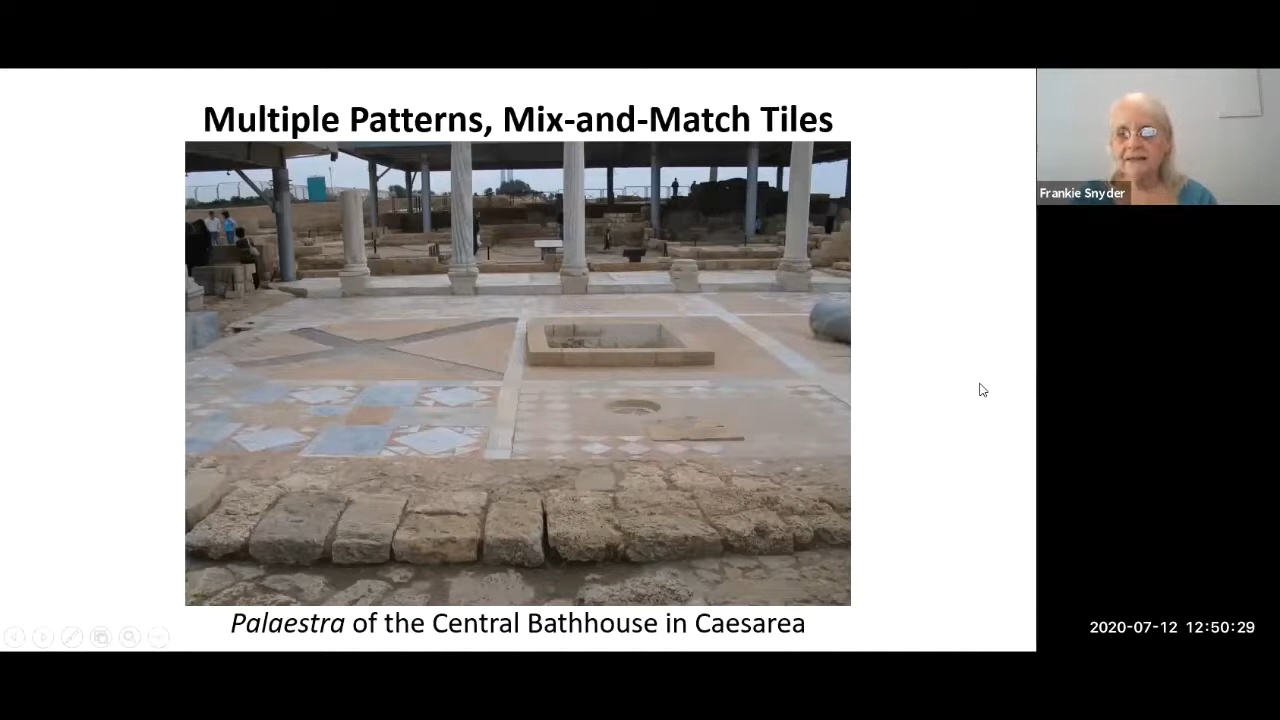 Multiple Patterns, Mix-and-Match Tiles
Frankie Snyder
Palaestra of the Central Bathhouse in Caesarea
2020-07-12 12:50:29